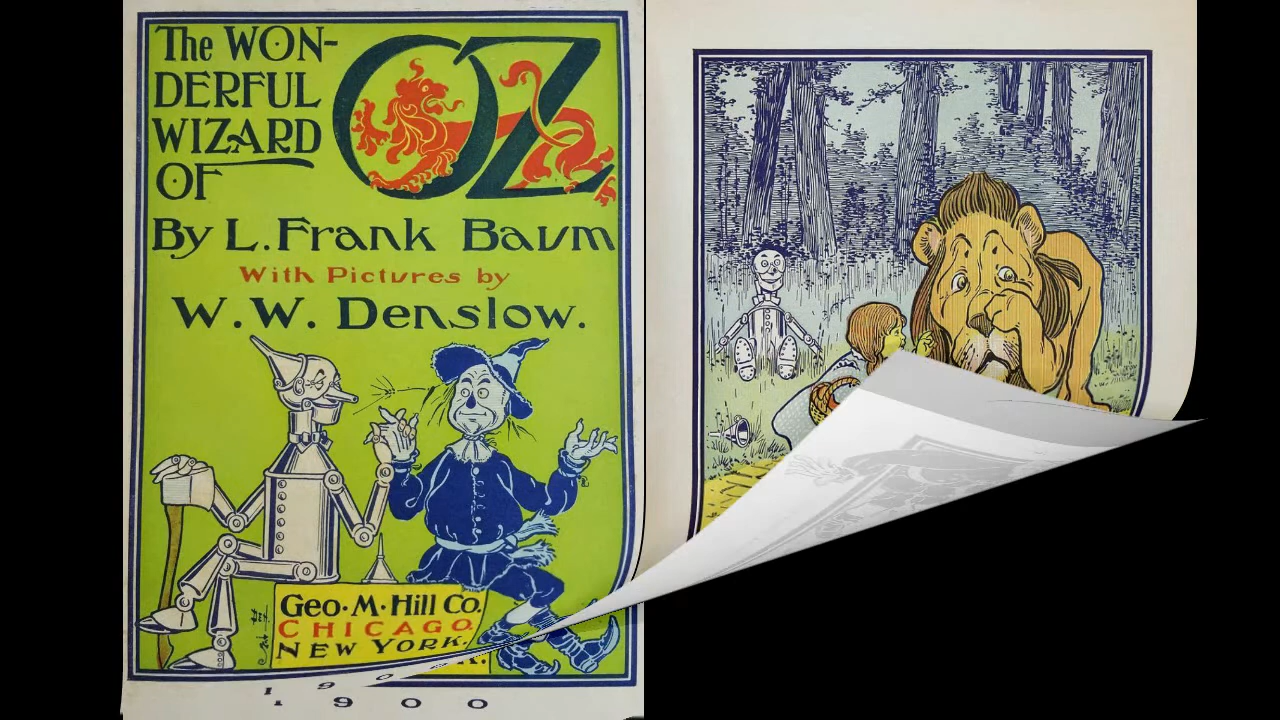 The WON-
DERFUL
WIZARD
OF
OZ
By L. Frank Baum
With Pictures by
W. W. Denslow.
Geo. M. Hill Co.
CHICAGO.
NEW YORK.
1900